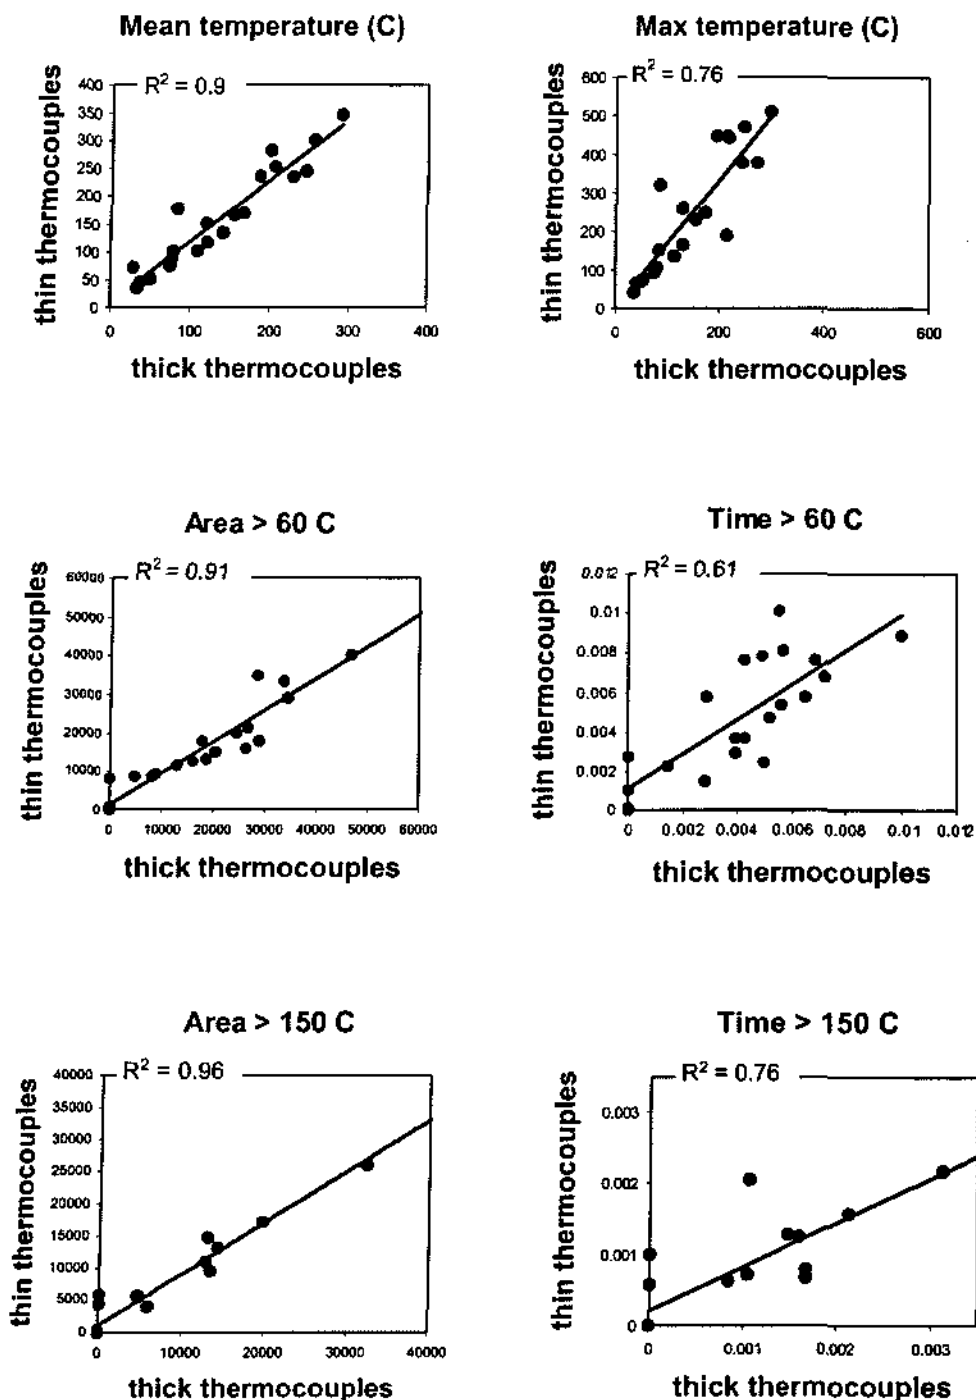 Mean temperature (C)
R² = 0.9
thin thermocouples
400
350
300
250
200
150
100
50
0
0 100 200 300 400
thick thermocouples
Max temperature (C)
R² = 0.76
thin thermocouples
600
500
400
300
200
100
0
0 200 400 600
thick thermocouples
Area > 60 C
R² = 0.91
thin thermocouples
60000
50000
40000
30000
20000
10000
0
0 10000 20000 30000 40000 50000 60000
thick thermocouples
Time > 60 C
R² = 0.61
thin thermocouples
0.012
0.01
0.008
0.006
0.004
0.002
0
0 0.002 0.004 0.006 0.008 0.01 0.012
thick thermocouples
Area > 150 C
R² = 0.96
thin thermocouples
40000
35000
30000
25000
20000
15000
10000
5000
0
0 10000 20000 30000 40000
thick thermocouples
Time > 150 C
R² = 0.76
thin thermocouples
0.003
0.002
0.001
0
0 0.001 0.002 0.003
thick thermocouples